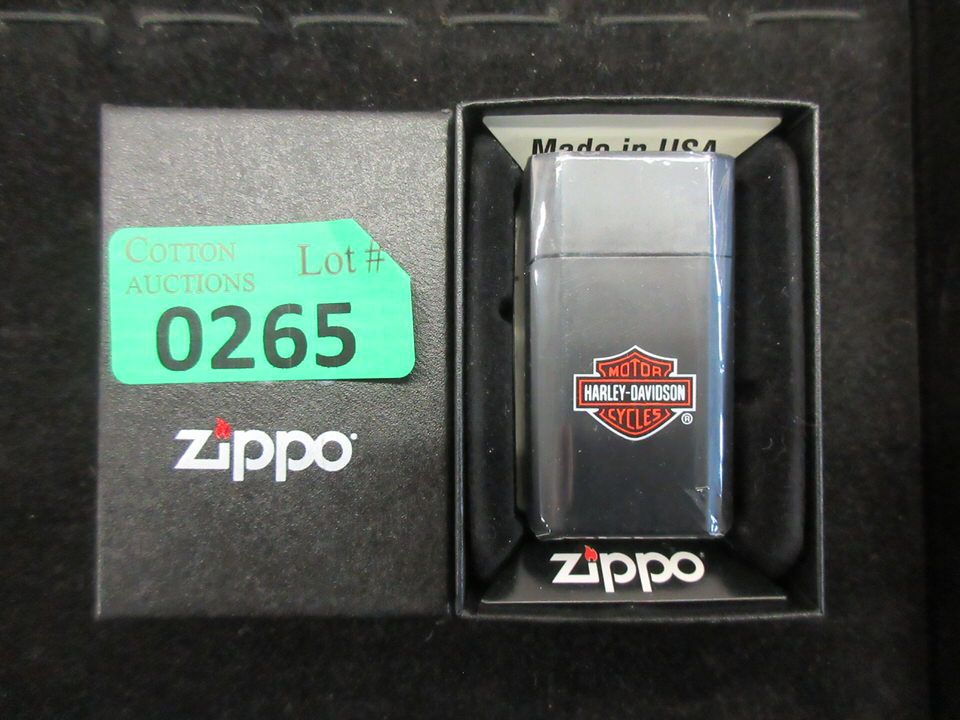 COTTON
AUCTIONS
Lot #
0265
zippo
Made in USA
MOTOR
HARLEY-DAVIDSON
CYCLES ®
zippo